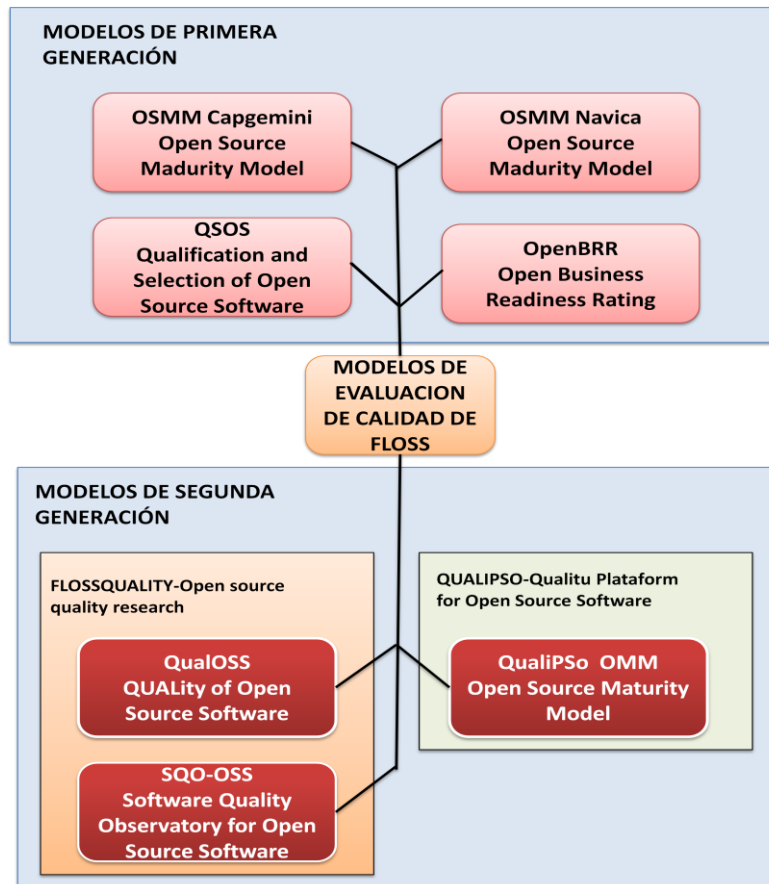 MODELOS DE PRIMERA
GENERACIÓN
OSMM Capgemini
Open Source
Madurity Model
OSMM Navica
Open Source
Madurity Model
QSOS
Qualification and
Selection of Open
Source Software
OpenBRR
Open Business
Readiness Rating
MODELOS DE
EVALUACION
DE CALIDAD DE
FLOSS
MODELOS DE SEGUNDA
GENERACIÓN
FLOSSQUALITY-Open source
quality research
QUALIPSO-Qualitu Plataform
for Open Source Software
QualOSS
QUALity of Open
Source Software
QualiPSo OMM
Open Source Maturity
Model
SQO-OSS
Software Quality
Observatory for Open
Source Software